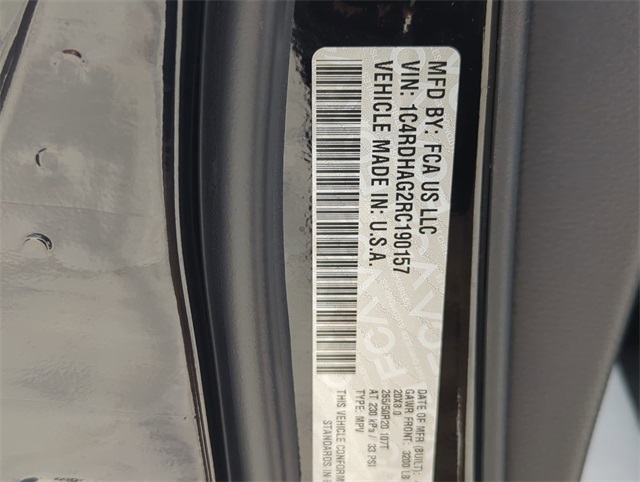 MFD BY: FCA US LLC
VIN: 1C4RDHAG2RC190157
VEHICLE MADE IN: U.S.A.
DATE OF MFR (BUILT):
GAWR FRONT: 3200 LB
20X8.0
265/50R20 107T
AT 230 kPa / 33 PSI
TYPE: MPV
THIS VEHICLE CONFORM
STANDARDS IN